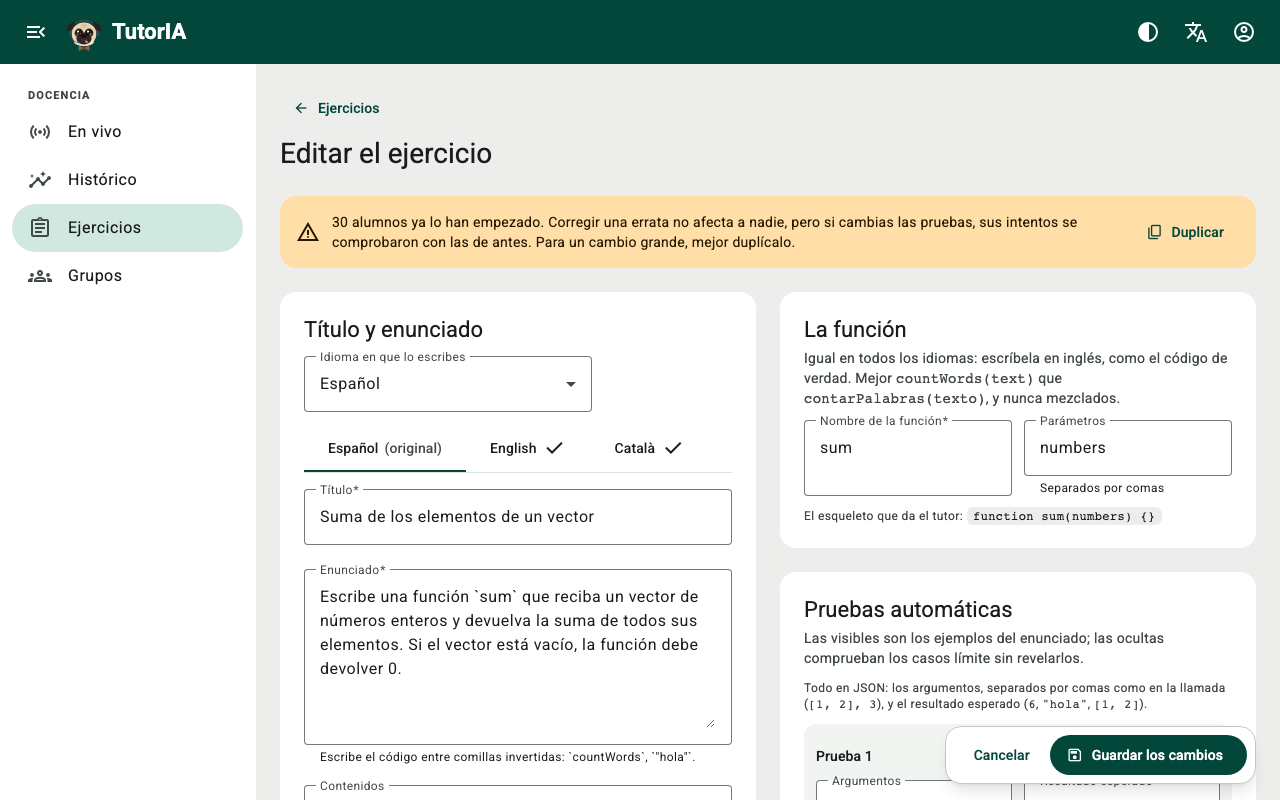 TutorIA
DOCENCIA
En vivo
Histórico
Ejercicios
Grupos
Ejercicios
Editar el ejercicio
30 alumnos ya lo han empezado. Corregir una errata no afecta a nadie, pero si cambias las pruebas, sus intentos se
comprobaron con las de antes. Para un cambio grande, mejor duplícalo.
Duplicar
Título y enunciado
Idioma en que lo escribes
Español
Español (original)
English
Català
Título*
Suma de los elementos de un vector
Enunciado*
Escribe una función `sum` que reciba un vector de
números enteros y devuelva la suma de todos sus
elementos. Si el vector está vacío, la función debe
devolver 0.
Escribe el código entre comillas invertidas: `countWords`, `"hola"`.
Contenidos
La función
Igual en todos los idiomas: escríbela en inglés, como el código de
verdad. Mejor countWords(text) que
contarPalabras(texto), y nunca mezclados.
Nombre de la función*
sum
Parámetros
numbers
Separados por comas
El esqueleto que da el tutor: function sum(numbers) {}
Pruebas automáticas
Las visibles son los ejemplos del enunciado; las ocultas
comprueban los casos límite sin revelarlos.
Todo en JSON: los argumentos, separados por comas como en la llamada
([1, 2], 3), y el resultado esperado (6, "hola", [1, 2]).
Prueba 1
Argumentos
Cancelar
Guardar los cambios